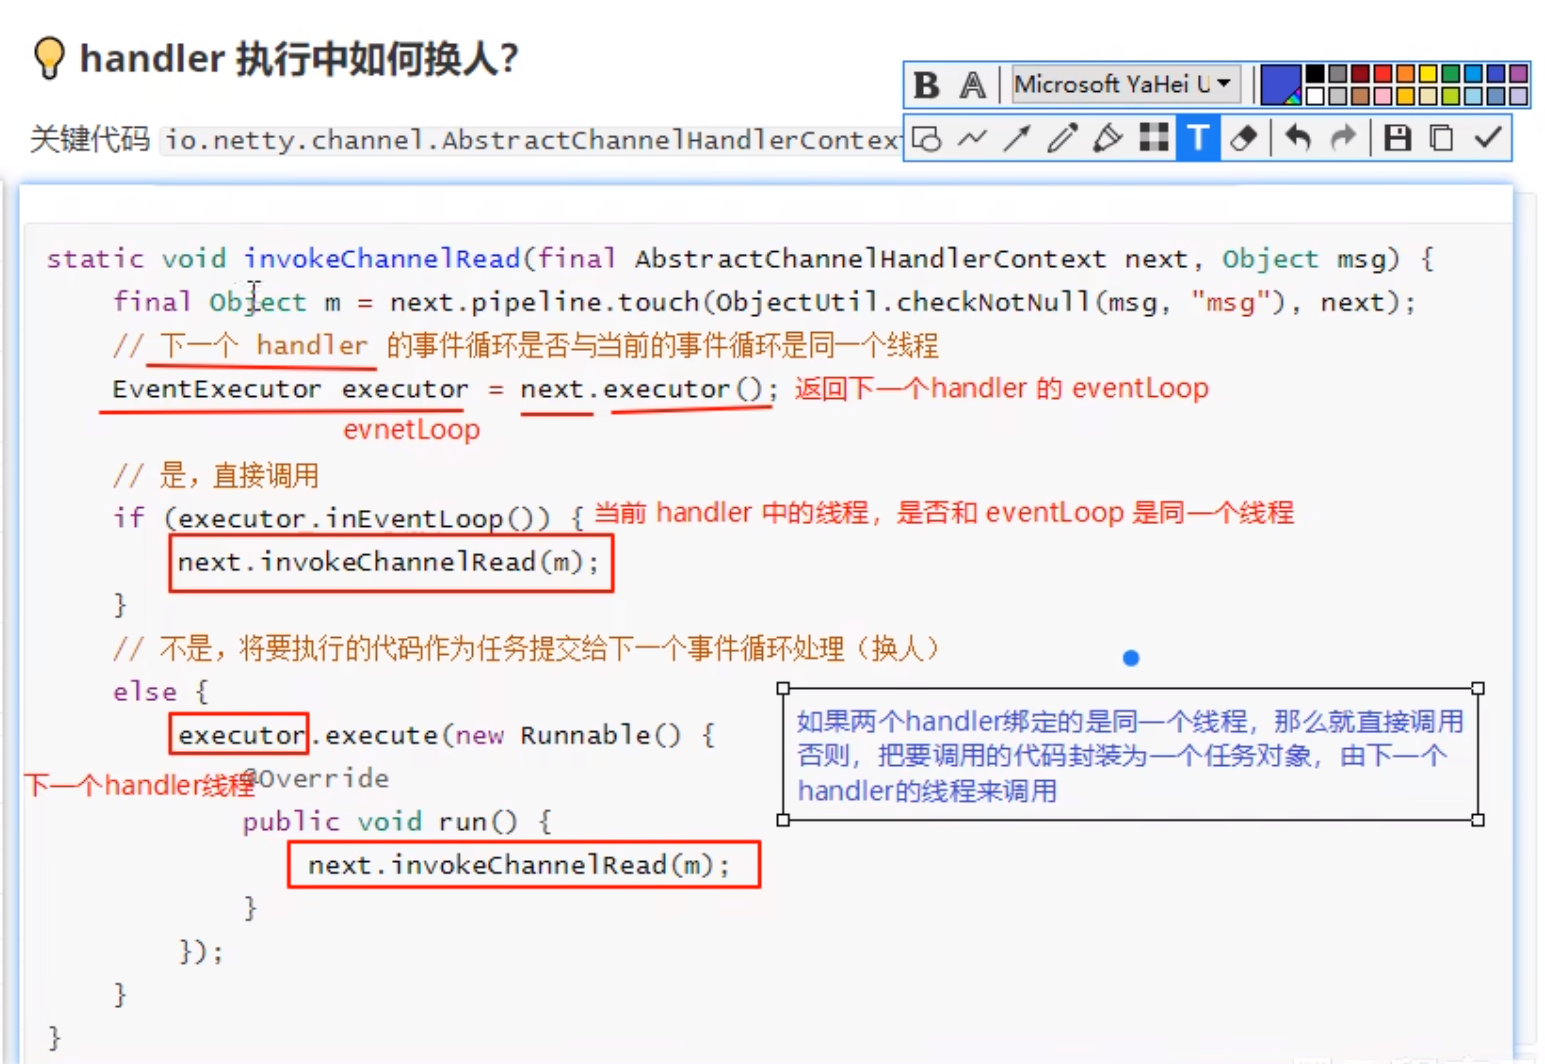 handler 执行中如何换人？
B A Microsoft YaHei U
关键代码 io.netty.channel.AbstractChannelHandlerContex
T
static void invokeChannelRead(final AbstractChannelHandlerContext next, Object msg) {
final Object m = next.pipeline.touch(ObjectUtil.checkNotNull(msg, "msg"), next);
// 下一个 handler 的事件循环是否与当前的事件循环是同一个线程
EventExecutor executor = next.executor(); 返回下一个handler 的 eventLoop
evnetLoop
// 是，直接调用
if (executor.inEventLoop()) { 当前 handler 中的线程，是否和 eventLoop 是同一个线程
next.invokeChannelRead(m);
}
// 不是，将要执行的代码作为任务提交给下一个事件循环处理（换人）
else {
executor.execute(new Runnable() {
下一个handler线程
@Override
public void run() {
next.invokeChannelRead(m);
}
});
}
}
如果两个handler绑定的是同一个线程，那么就直接调用
否则，把要调用的代码封装为一个任务对象，由下一个
handler的线程来调用